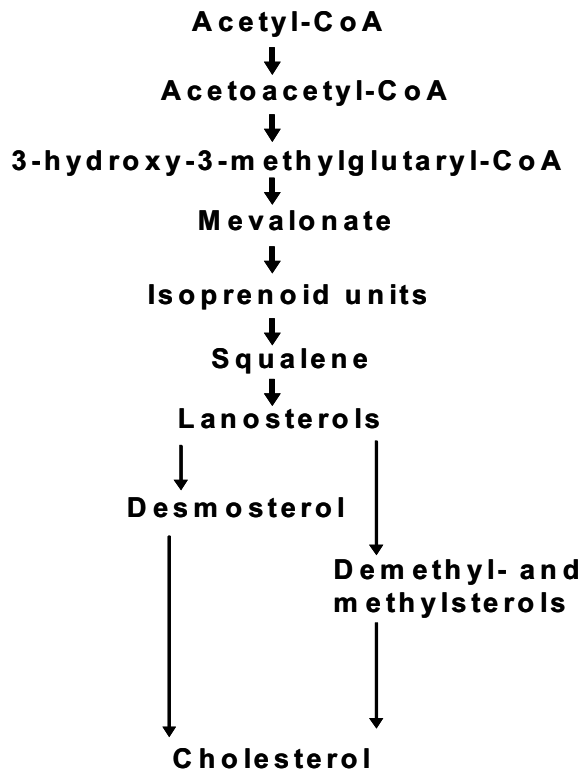 Acetyl-CoA
Acetoacetyl-CoA
3-hydroxy-3-methylglutaryl-CoA
Mevalonate
Isoprenoid units
Squalene
Lanosterols
Desmosterol
Demethyl- and
methylsterols
Cholesterol